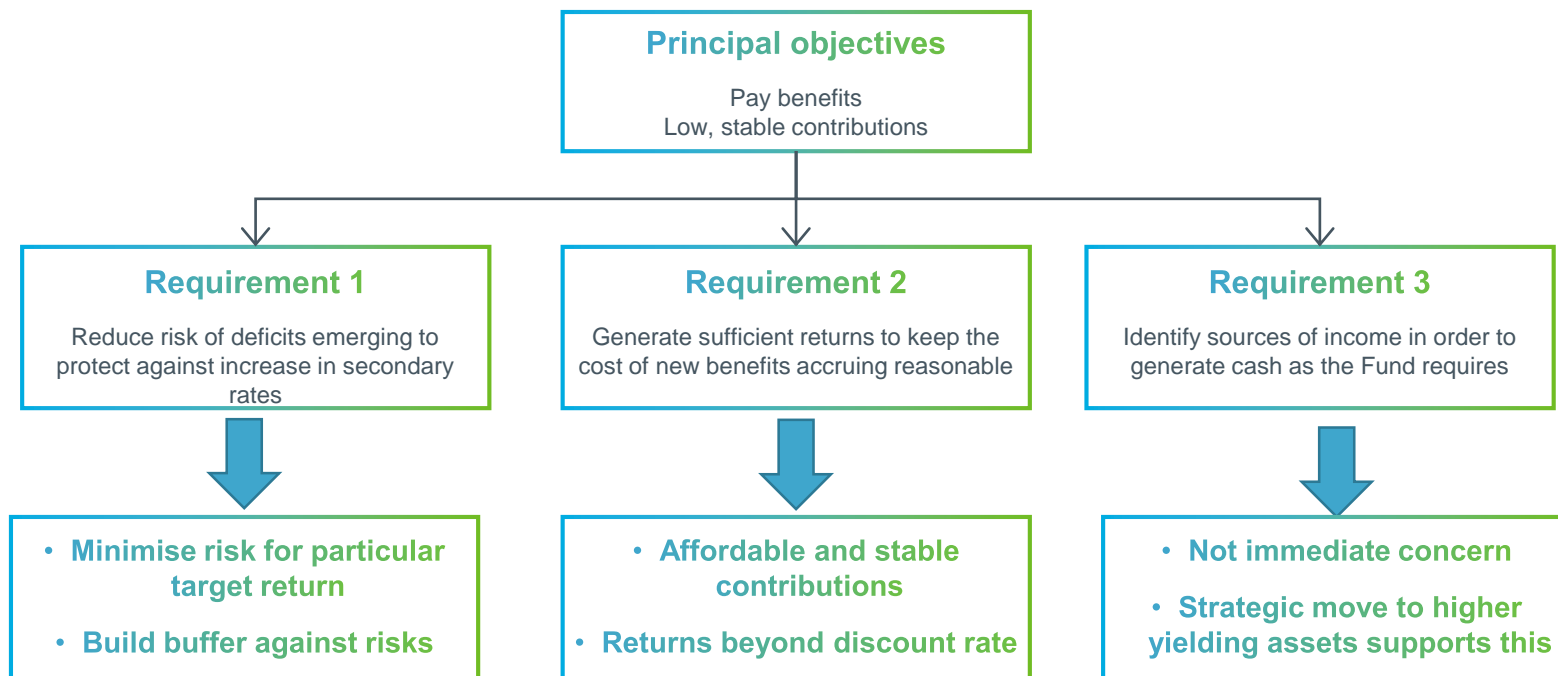 Principal objectives
Pay benefits
Low, stable contributions
Requirement 1
Reduce risk of deficits emerging to
protect against increase in secondary
rates
Requirement 2
Generate sufficient returns to keep the
cost of new benefits accruing reasonable
Requirement 3
Identify sources of income in order to
generate cash as the Fund requires
• Minimise risk for particular
target return
• Build buffer against risks
• Affordable and stable
contributions
• Returns beyond discount rate
• Not immediate concern
• Strategic move to higher
yielding assets supports this